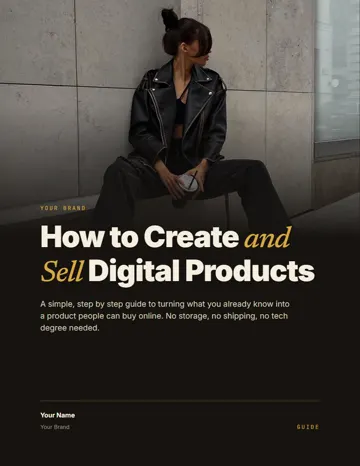 YOUR BRAND
How to Create and
Sell Digital Products
A simple, step by step guide to turning what you already know into
a product people can buy online. No storage, no shipping, no tech
degree needed.
Your Name
Your Brand
GUIDE